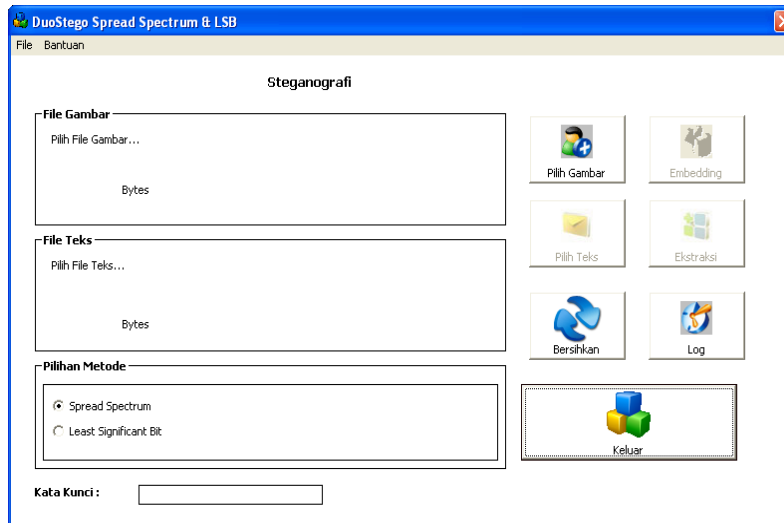 DuoStego Spread Spectrum & LSB
File Bantuan
Steganografi
File Gambar
Pilih File Gambar...
Bytes
Pilih Gambar
Embedding
File Teks
Pilih File Teks...
Bytes
Pilih Teks
Ekstraksi
Bersihkan
Log
Pilihan Metode
Spread Spectrum
Least Significant Bit
Keluar
Kata Kunci :